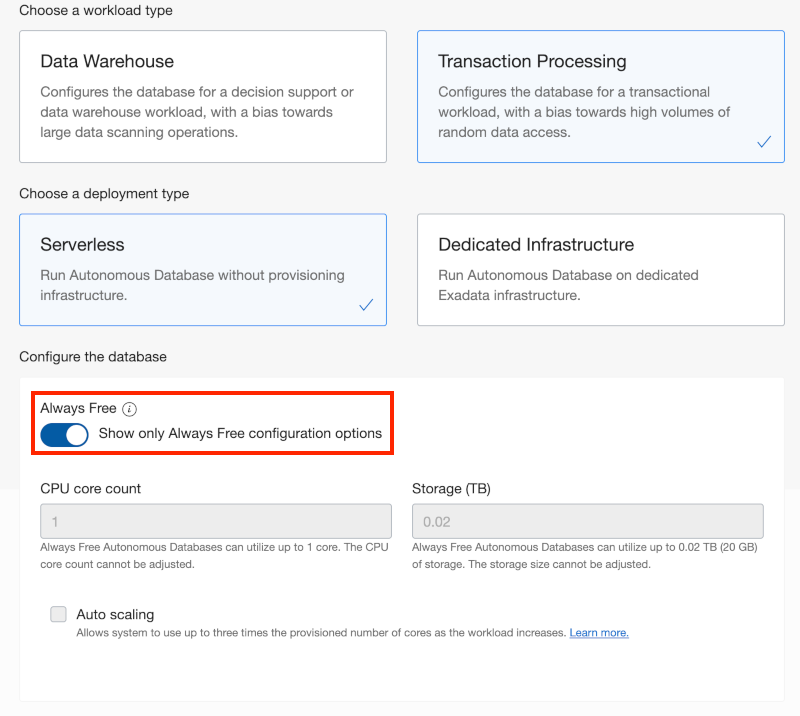 Choose a workload type
Data Warehouse
Configures the database for a decision support or
data warehouse workload, with a bias towards
large data scanning operations.
Transaction Processing
Configures the database for a transactional
workload, with a bias towards high volumes of
random data access.
Choose a deployment type
Serverless
Run Autonomous Database without provisioning
infrastructure.
Dedicated Infrastructure
Run Autonomous Database on dedicated
Exadata infrastructure.
Configure the database
Always Free i
Show only Always Free configuration options
CPU core count
1
Always Free Autonomous Databases can utilize up to 1 core. The CPU
core count cannot be adjusted.
Storage (TB)
0.02
Always Free Autonomous Databases can utilize up to 0.02 TB (20 GB)
of storage. The storage size cannot be adjusted.
Auto scaling
Allows system to use up to three times the provisioned number of cores as the workload increases. Learn more.